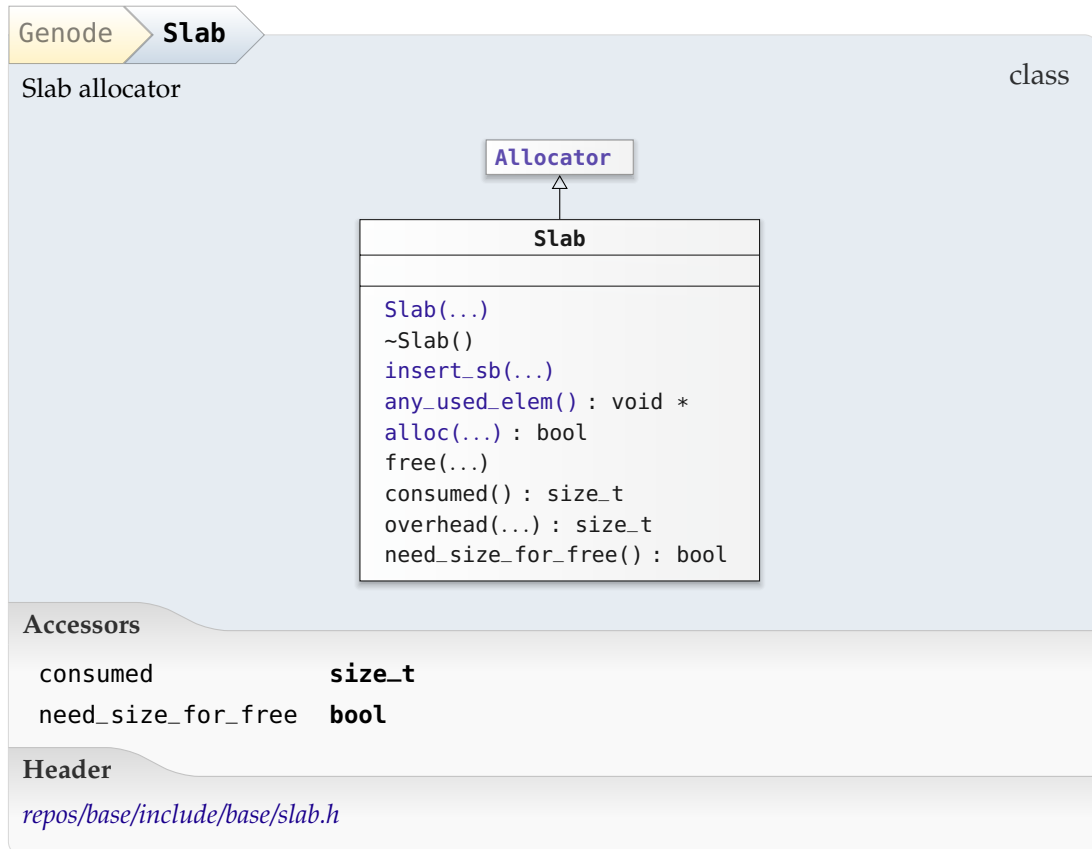 Genode Slab
class
Slab allocator
Allocator
Slab
Slab(...)
~Slab()
insert_sb(...)
any_used_elem() : void *
alloc(...) : bool
free(...)
consumed() : size_t
overhead(...) : size_t
need_size_for_free() : bool
Accessors
consumed size_t
need_size_for_free bool
Header
repos/base/include/base/slab.h